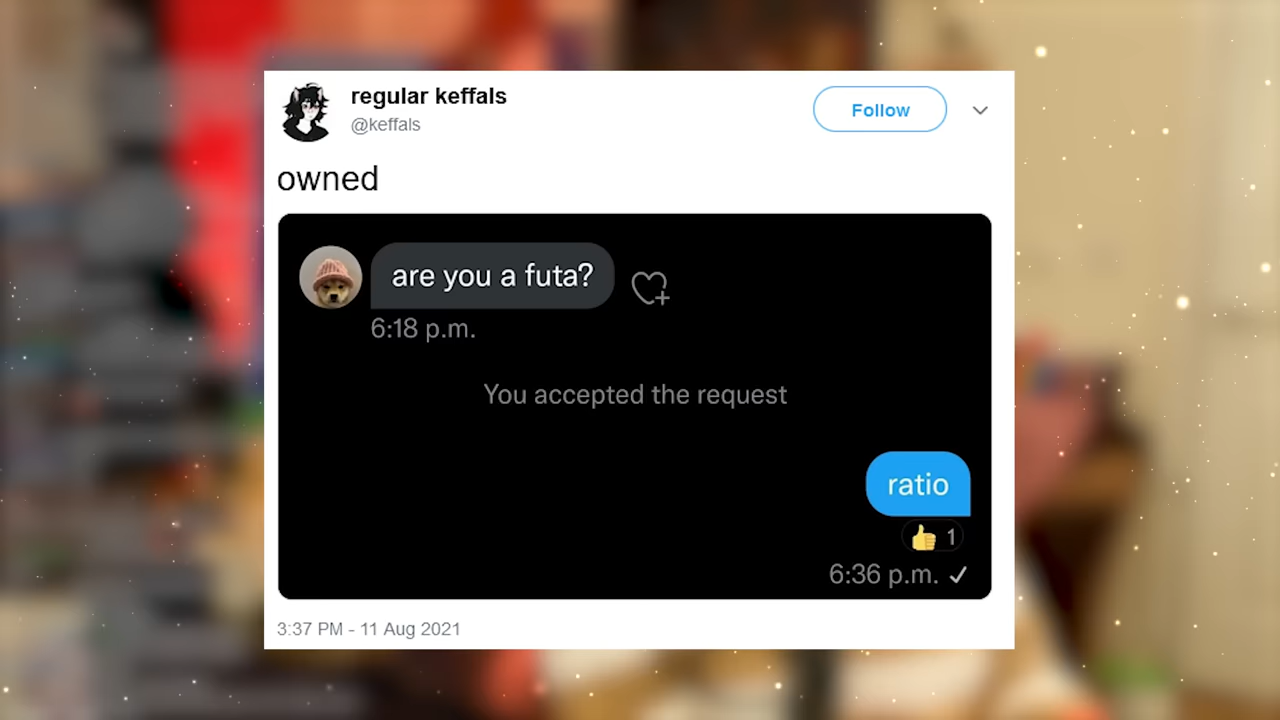 regular keffals
@keffals
Follow
owned
are you a futa?
6:18 p.m.
You accepted the request
ratio
👍 1
6:36 p.m. ✓
3:37 PM - 11 Aug 2021